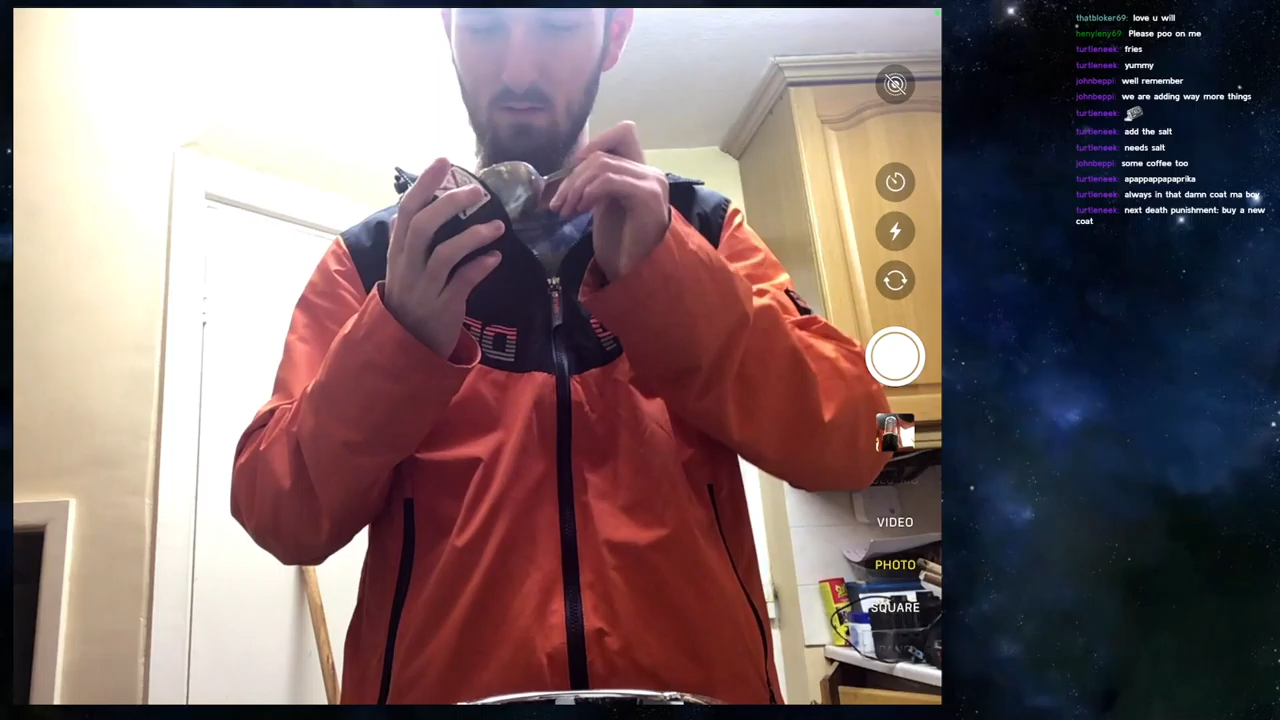 thatbloker69: love u will
henyleny69: Please poo on me
turtleneek: fries
turtleneek: yummy
johnbeppi: well remember
johnbeppi: we are adding way more things
turtleneek:
turtleneek: add the salt
turtleneek: needs salt
johnbeppi: some coffee too
turtleneek: apappappapaprika
turtleneek: always in that damn coat ma boy
turtleneek: next death punishment: buy a new
coat
VIDEO
PHOTO
SQUARE